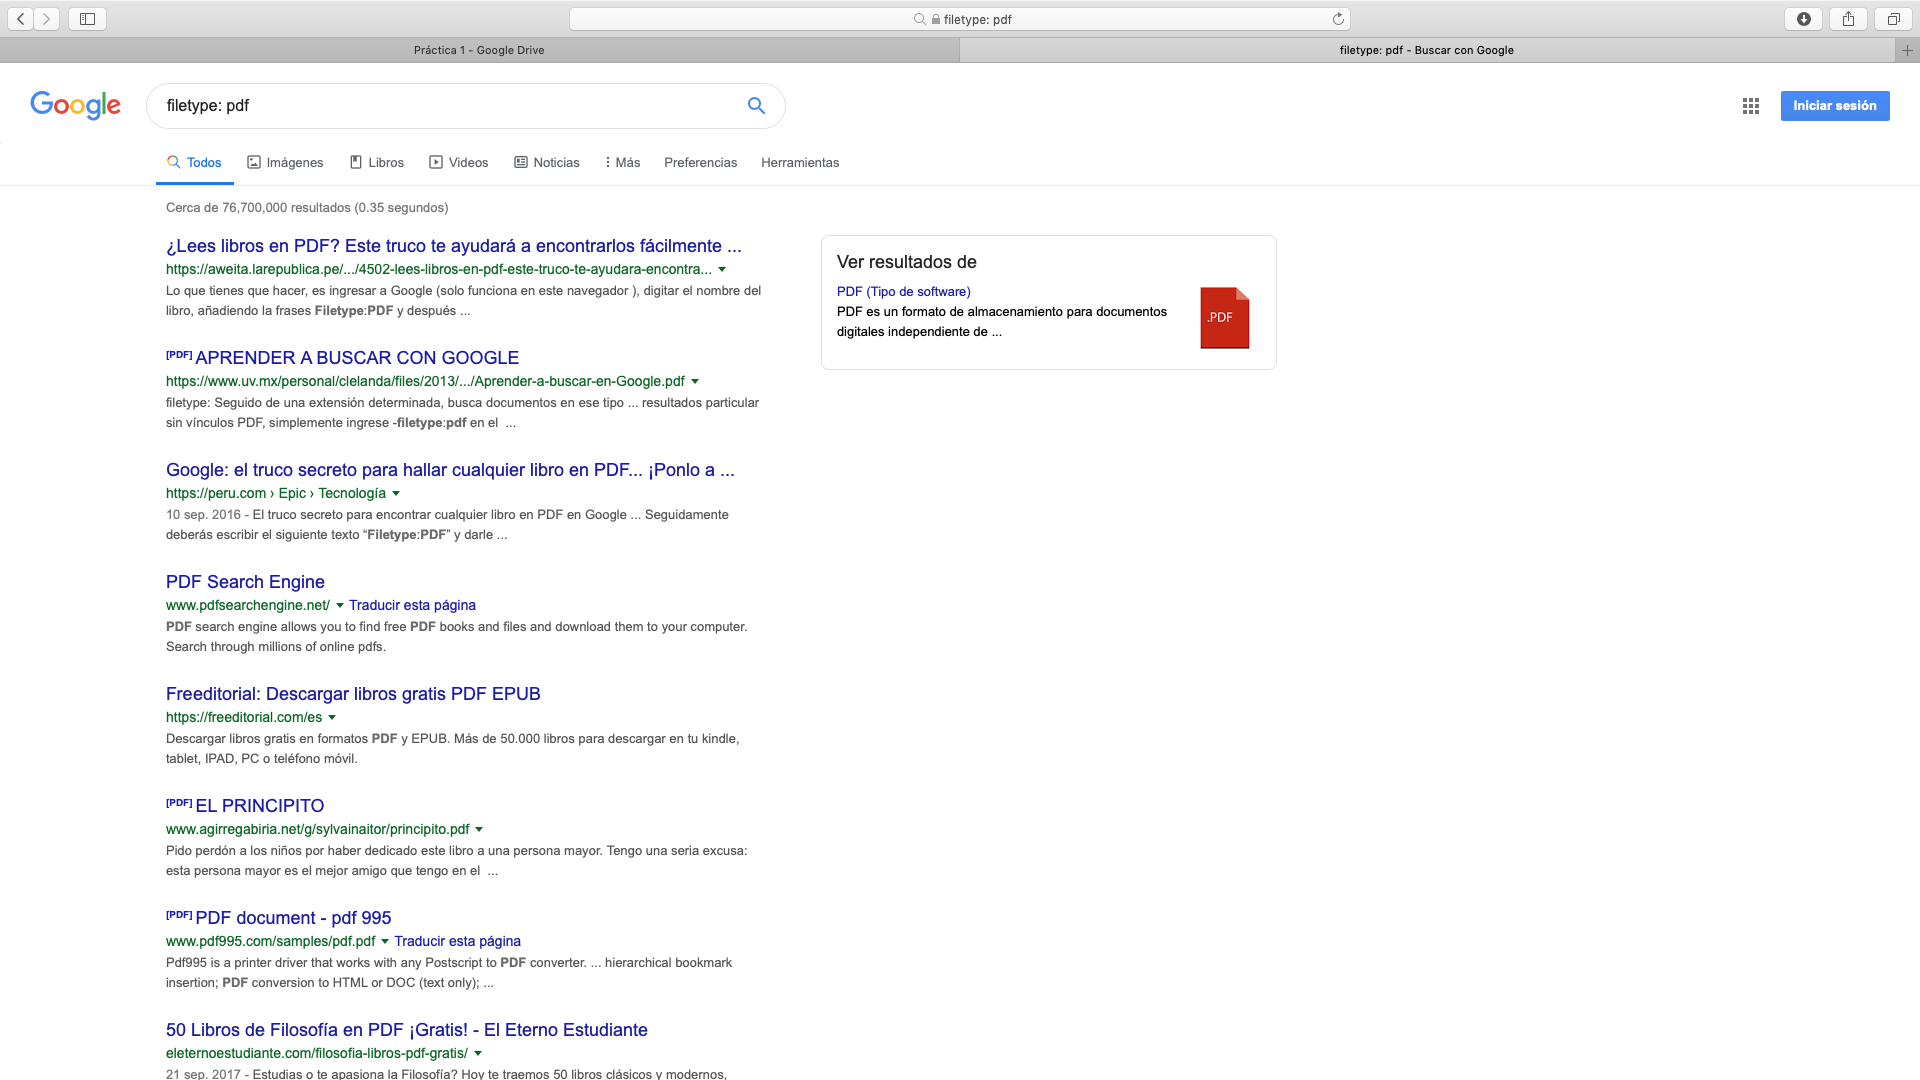 filetype: pdf
Práctica 1 - Google Drive
filetype: pdf - Buscar con Google
Google
filetype: pdf
Iniciar sesión
Todos
Imágenes
Libros
Videos
Noticias
Más
Preferencias
Herramientas
Cerca de 76,700,000 resultados (0.35 segundos)
¿Lees libros en PDF? Este truco te ayudará a encontrarlos fácilmente ...
https://aweita.larepublica.pe/.../4502-lees-libros-en-pdf-este-truco-te-ayudara-encontra...
Lo que tienes que hacer, es ingresar a Google (solo funciona en este navegador ), digitar el nombre del
libro, añadiendo la frases Filetype:PDF y después ...
[PDF] APRENDER A BUSCAR CON GOOGLE
https://www.uv.mx/personal/clelanda/files/2013/.../Aprender-a-buscar-en-Google.pdf
filetype: Seguido de una extensión determinada, busca documentos en ese tipo ... resultados particular
sin vínculos PDF, simplemente ingrese -filetype:pdf en el ...
Google: el truco secreto para hallar cualquier libro en PDF... ¡Ponlo a ...
https://peru.com › Epic › Tecnología
10 sep. 2016 - El truco secreto para encontrar cualquier libro en PDF en Google ... Seguidamente
deberás escribir el siguiente texto “Filetype:PDF” y darle ...
PDF Search Engine
www.pdfsearchengine.net/ Traducir esta página
PDF search engine allows you to find free PDF books and files and download them to your computer.
Search through millions of online pdfs.
Freeditorial: Descargar libros gratis PDF EPUB
https://freeditorial.com/es
Descargar libros gratis en formatos PDF y EPUB. Más de 50.000 libros para descargar en tu kindle,
tablet, IPAD, PC o teléfono móvil.
[PDF] EL PRINCIPITO
www.agirregabiria.net/g/sylvainaitor/principito.pdf
Pido perdón a los niños por haber dedicado este libro a una persona mayor. Tengo una seria excusa:
esta persona mayor es el mejor amigo que tengo en el ...
[PDF] PDF document - pdf 995
www.pdf995.com/samples/pdf.pdf Traducir esta página
Pdf995 is a printer driver that works with any Postscript to PDF converter. ... hierarchical bookmark
insertion; PDF conversion to HTML or DOC (text only); ...
50 Libros de Filosofía en PDF ¡Gratis! - El Eterno Estudiante
eleternoestudiante.com/filosofia-libros-pdf-gratis/
21 sep. 2017 - Estudias o te apasiona la Filosofía? Hoy te traemos 50 libros clásicos y modernos,
Ver resultados de
PDF (Tipo de software)
PDF es un formato de almacenamiento para documentos
digitales independiente de ...
.PDF